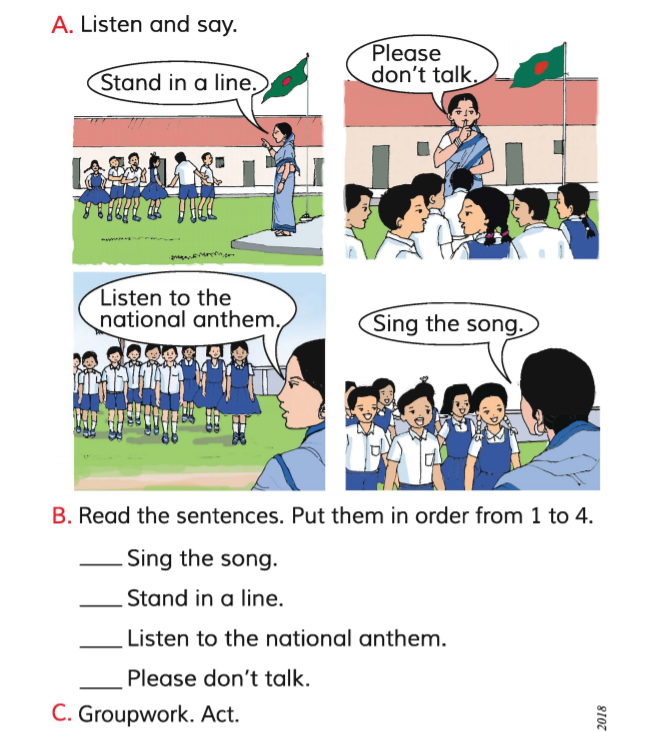 A. Listen and say.
Stand in a line.
Please
don't talk.
Listen to the
national anthem.
Sing the song.
B. Read the sentences. Put them in order from 1 to 4.
____ Sing the song.
____ Stand in a line.
____ Listen to the national anthem.
____ Please don't talk.
C. Groupwork. Act.
2018